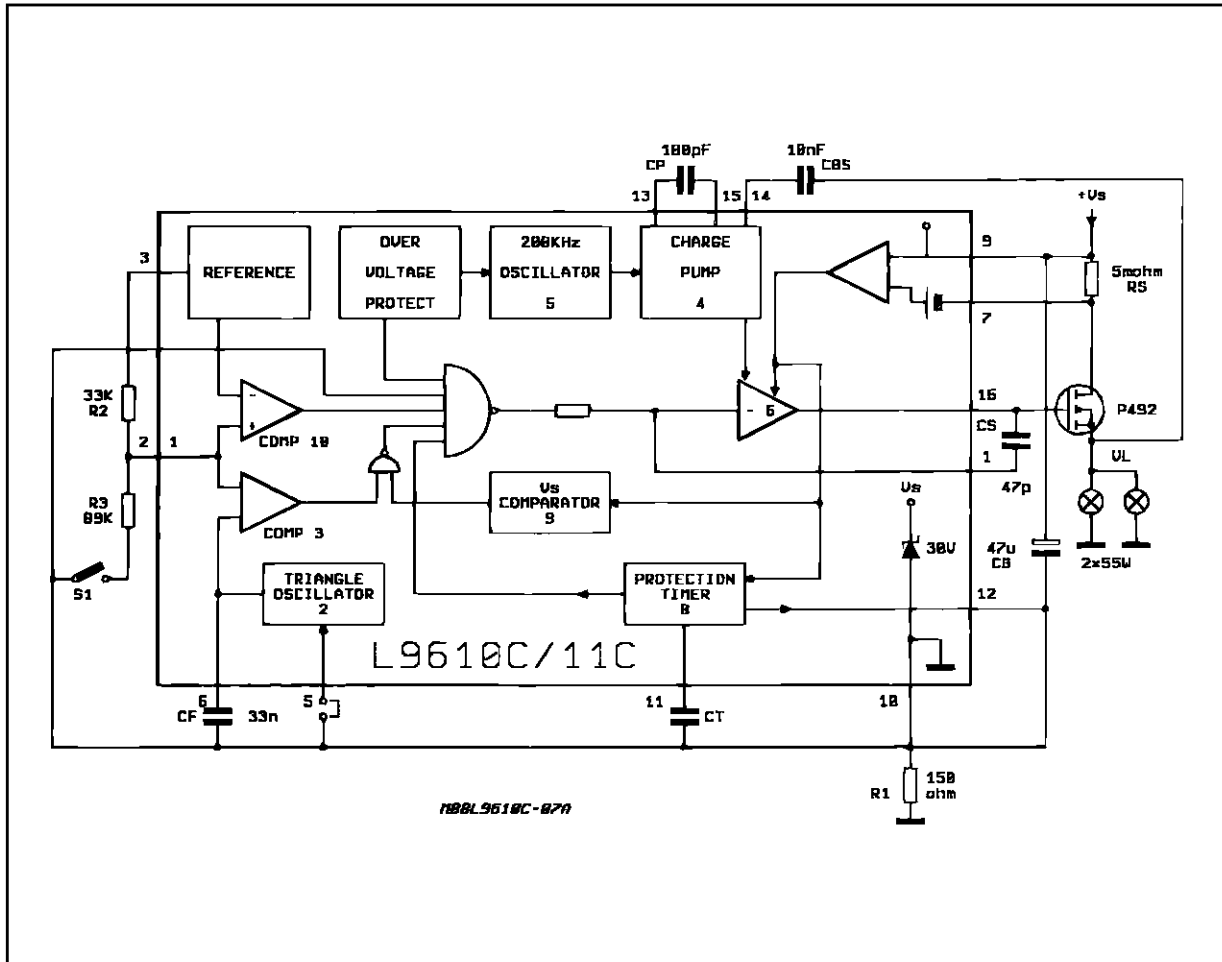 100pF
CP
10nF
CBS
13
15
14
+Vs
3
REFERENCE
OVER
VOLTAGE
PROTECT
200KHz
OSCILLATOR
5
CHARGE
PUMP
4
9
5mohm
RS
7
33K
R2
-
+
COMP 10
- 6
16
P492
CS
2
1
1
47p
VL
R3
89K
COMP 3
Vs
COMPARATOR
9
Vs
30V
47u
CB
2x55W
S1
TRIANGLE
OSCILLATOR
2
PROTECTION
TIMER
8
12
L9610C/11C
6
CF
33n
5
11
CT
10
R1
150
ohm
M88L9610C-07A